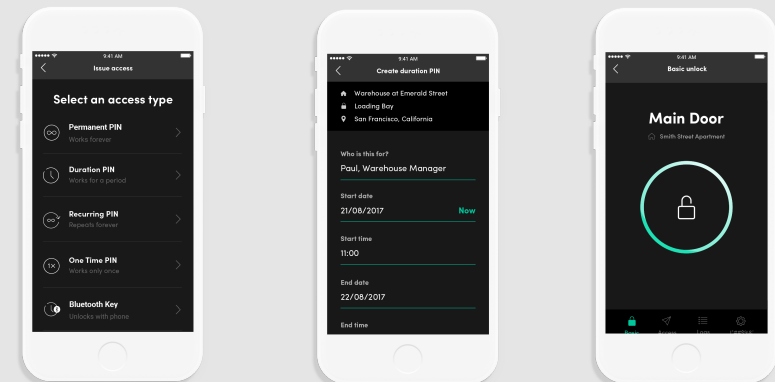 9:41 AM
Issue access
Select an access type
Permanent PIN
Works forever
Duration PIN
Works for a period
Recurring PIN
Repeats forever
One Time PIN
1X
Works only once
Bluetooth Key
Unlocks with phone
9:41 AM
Create duration PIN
Warehouse at Emerald Street
Loading Bay
San Francisco, California
Who is this for?
Paul, Warehouse Manager
Start date
21/08/2017 Now
Start time
11:00
End date
22/08/2017
End time
9:41 AM
Basic unlock
Main Door
Smith Street Apartment
Basic Access Logs